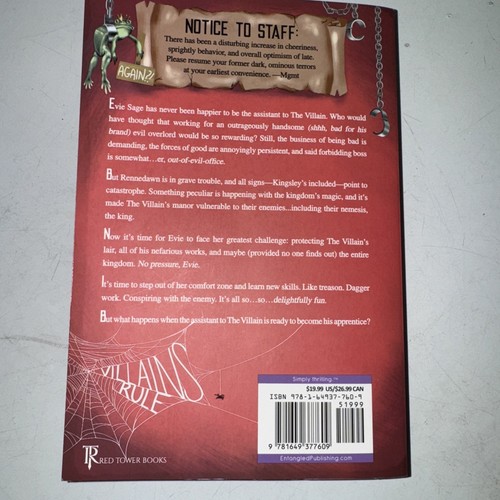 NOTICE TO STAFF:
There has been a disturbing increase in cheeriness,
sprightly behavior, and overall optimism of late.
Please resume your former dark, ominous terrors
at your earliest convenience. —Mgmt
AGAIN?!
Evie Sage has never been happier to be the assistant to The Villain. Who would
have thought that working for an outrageously handsome (shhh, bad for his
brand) evil overlord would be so rewarding? Still, the business of being bad is
demanding, the forces of good are annoyingly persistent, and said forbidding boss
is somewhat…er, out-of-evil-office.
But Rennedawn is in grave trouble, and all signs—Kingsley's included—point to
catastrophe. Something peculiar is happening with the kingdom's magic, and it's
made The Villain's manor vulnerable to their enemies...including their nemesis,
the king.
Now it's time for Evie to face her greatest challenge: protecting The Villain's
lair, all of his nefarious works, and maybe (provided no one finds out) the entire
kingdom. No pressure, Evie.
It's time to step out of her comfort zone and learn new skills. Like treason. Dagger
work. Conspiring with the enemy. It's all so…so…delightfully fun.
But what happens when the assistant to The Villain is ready to become his apprentice?
VILLAINS
RULE
Simply thrilling.™
$19.99 US/$26.99 CAN
ISBN 978-1-64937-760-9
51999
9 781649 377609
EntangledPublishing.com
TR RED TOWER BOOKS